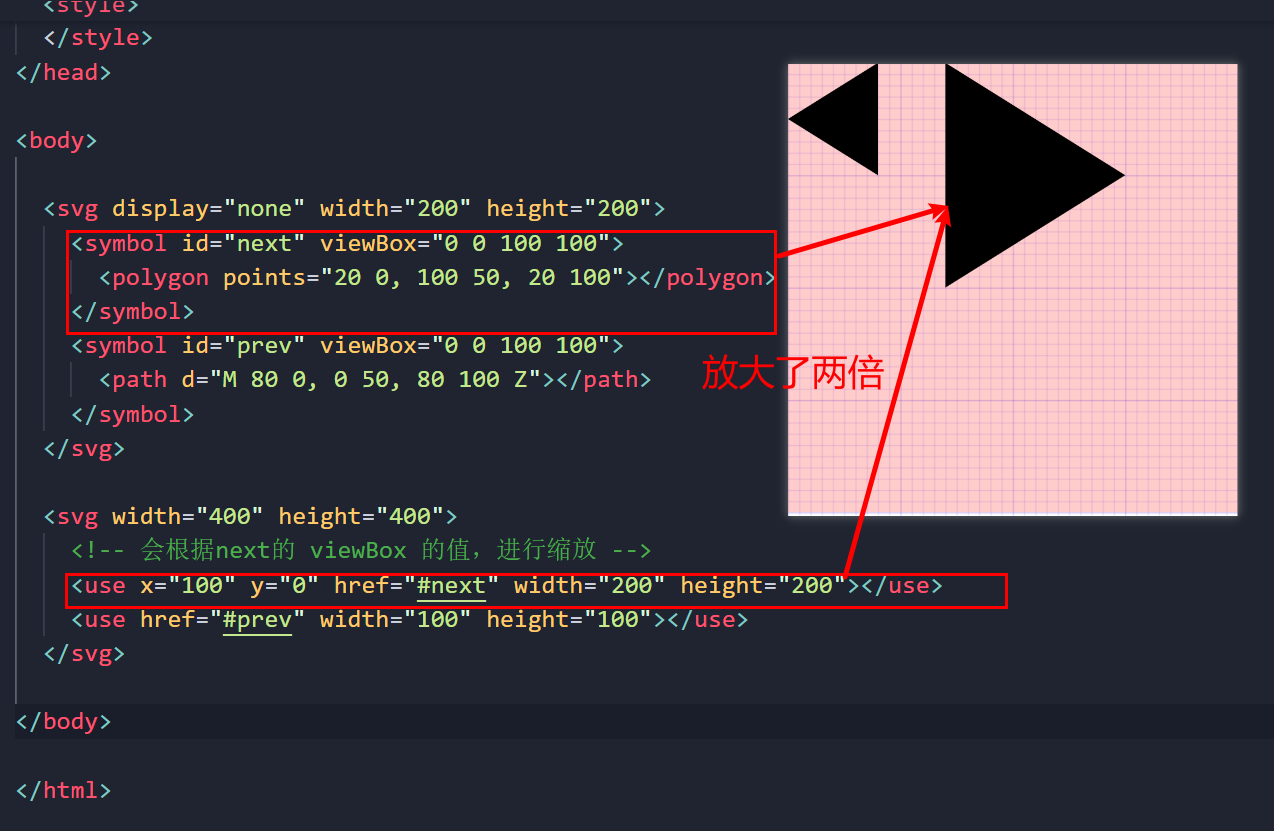 <style>
</style>
</head>
<body>
<svg display="none" width="200" height="200">
<symbol id="next" viewBox="0 0 100 100">
<polygon points="20 0, 100 50, 20 100"></polygon>
</symbol>
<symbol id="prev" viewBox="0 0 100 100">
<path d="M 80 0, 0 50, 80 100 Z"></path>
放大了两倍
</symbol>
</svg>
<svg width="400" height="400">
<!-- 会根据next的 viewBox 的值，进行缩放 -->
<use x="100" y="0" href="#next" width="200" height="200"></use>
<use href="#prev" width="100" height="100"></use>
</svg>
</body>
</html>